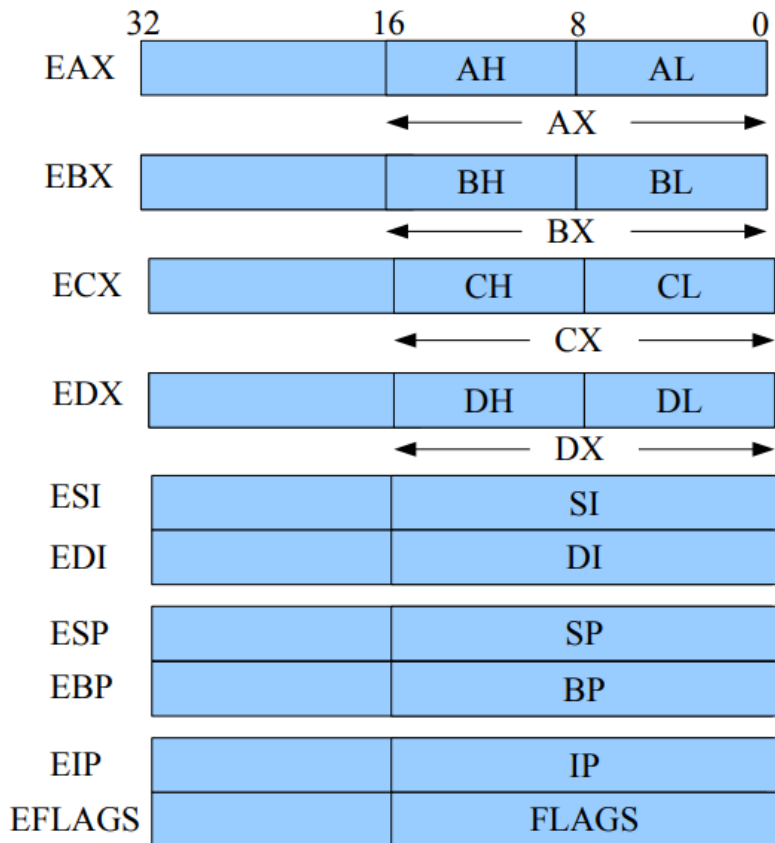 32 16 8 0
EAX AH AL
AX
EBX BH BL
BX
ECX CH CL
CX
EDX DH DL
DX
ESI SI
EDI DI
ESP SP
EBP BP
EIP IP
EFLAGS FLAGS